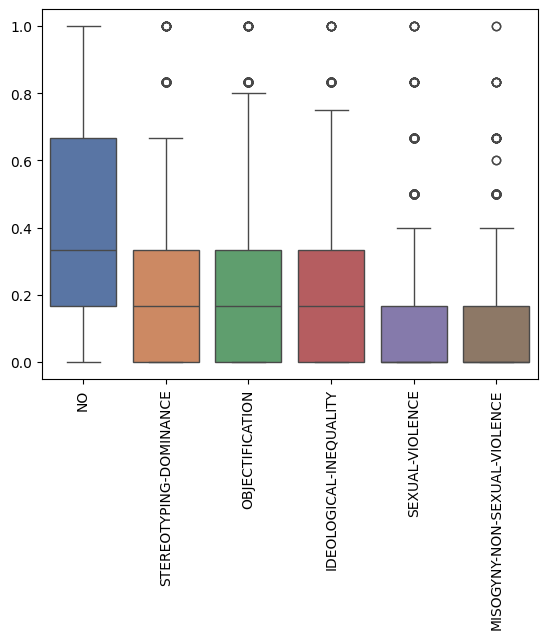 1.0
0.8
0.6
0.4
0.2
0.0
NO
STEREOTYPING-DOMINANCE
OBJECTIFICATION
IDEOLOGICAL-INEQUALITY
SEXUAL-VIOLENCE
MISOGYNY-NON-SEXUAL-VIOLENCE